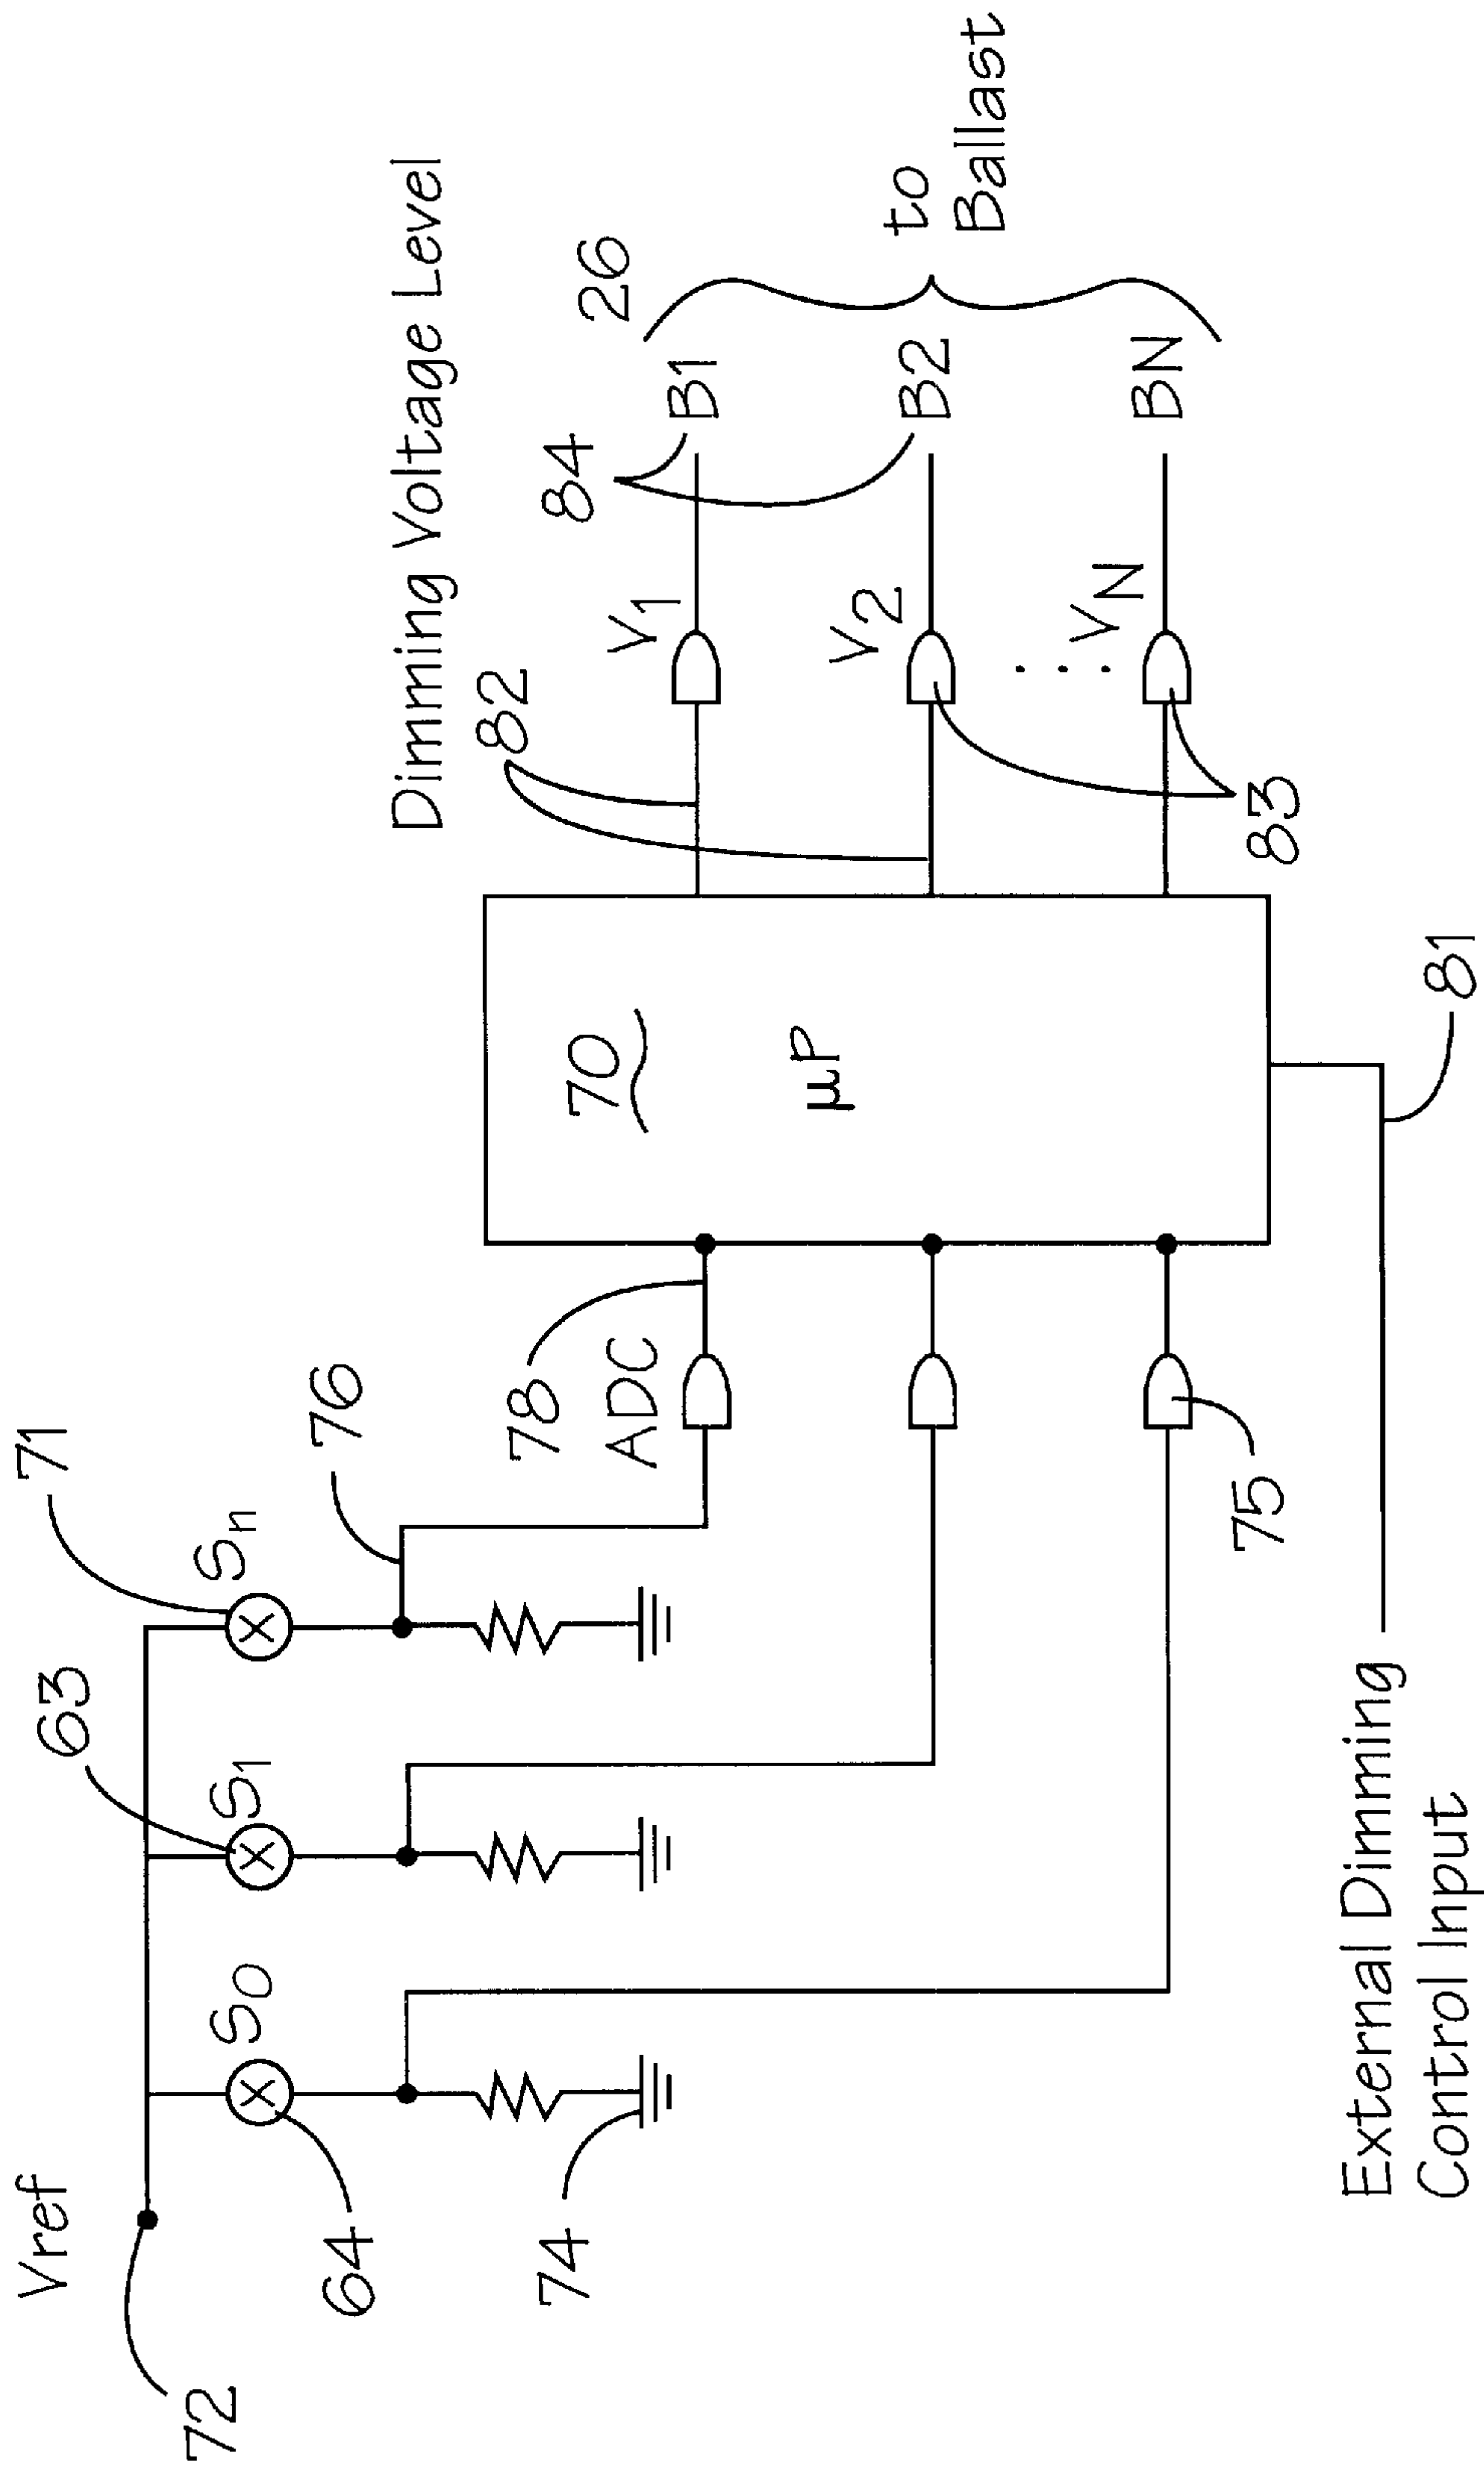 Vref
72
64
74
S0
63
S1
71
Sn
76
78
ADC
75
External Dimming
Control Input
81
70
µP
82
83
Dimming Voltage Level
V1
V2
VN
84
B1
B2
BN
26
to
Ballast